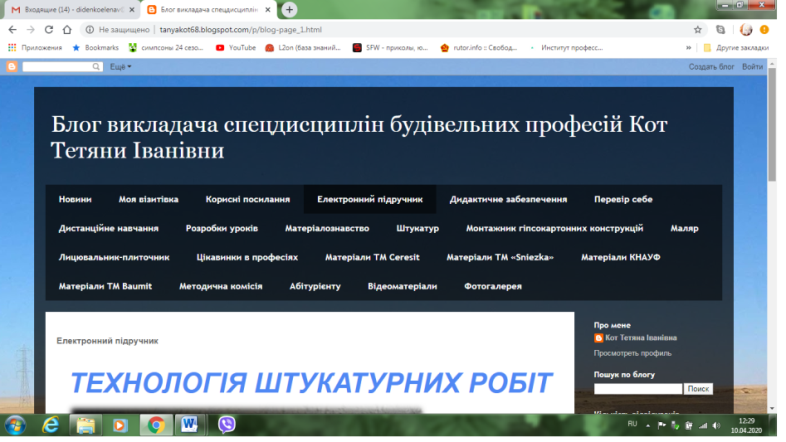 Входящие (14) - didenkoelenav
Блог викладача спецдисциплін
Не защищено | tanyakot68.blogspot.com/p/blog-page_1.html
Приложения Bookmarks симпсоны 24 сезо... YouTube L2on (база знаний... SFW - приколы, ю... rutor.info :: Свобод... Институт професс... » Другие закладки
Ещё Создать блог Войти
Блог викладача спецдисциплін будівельних професій Кот
Тетяни Іванівни
Новини Моя візитівка Корисні посилання Електронний підручник Дидактичне забезпечення Перевір себе
Дистанційне навчання Розробки уроків Матеріалознавство Штукатур Монтажник гіпсокартонних конструкцій Маляр
Лицювальник-плиточник Цікавинки в професіях Матеріали ТМ Ceresit Матеріали ТМ «Sniezka» Матеріали КНАУФ
Матеріали ТМ Baumit Методична комісія Абітурієнту Відеоматеріали Фотогалерея
Про мене
Кот Тетяна Іванівна
Просмотреть профиль
Електронний підручник
ТЕХНОЛОГІЯ ШТУКАТУРНИХ РОБІТ
Пошук по блогу
Поиск
RU
12:29
10.04.2020